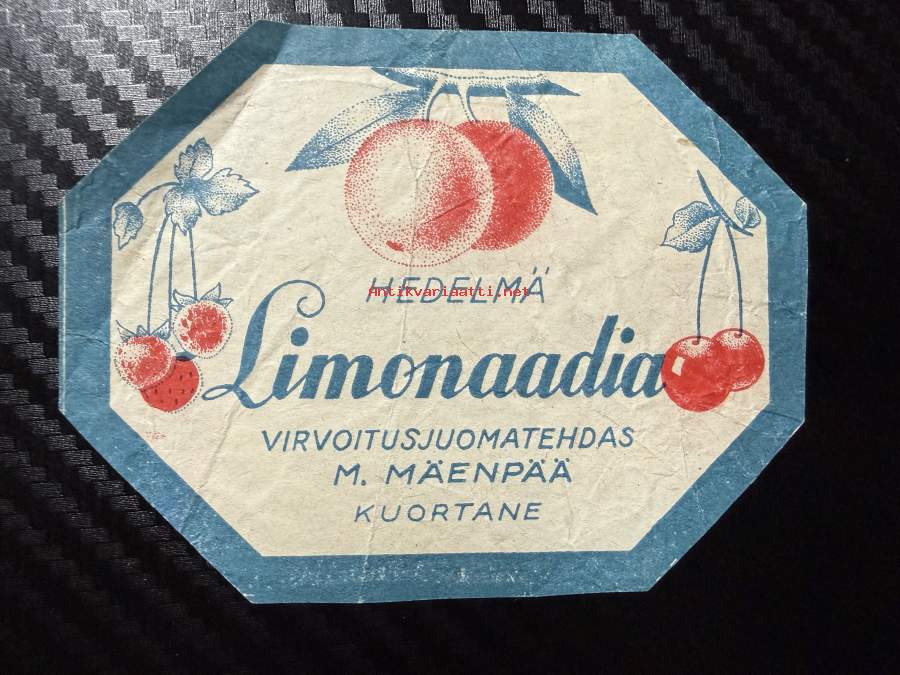 HEDELMÄ
Antikvariaatti.net
Limonaadia
VIRVOITUSJUOMATEHDAS
M. MÄENPÄÄ
KUORTANE